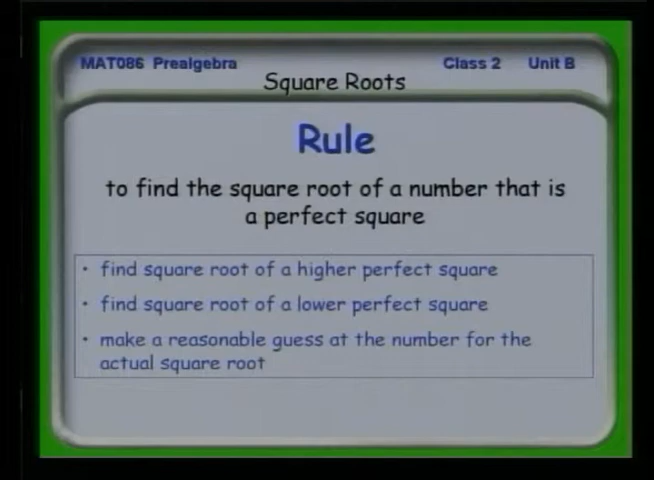 MAT086 Prealgebra Class 2 Unit B
Square Roots
Rule
to find the square root of a number that is
a perfect square
• find square root of a higher perfect square
• find square root of a lower perfect square
• make a reasonable guess at the number for the
actual square root